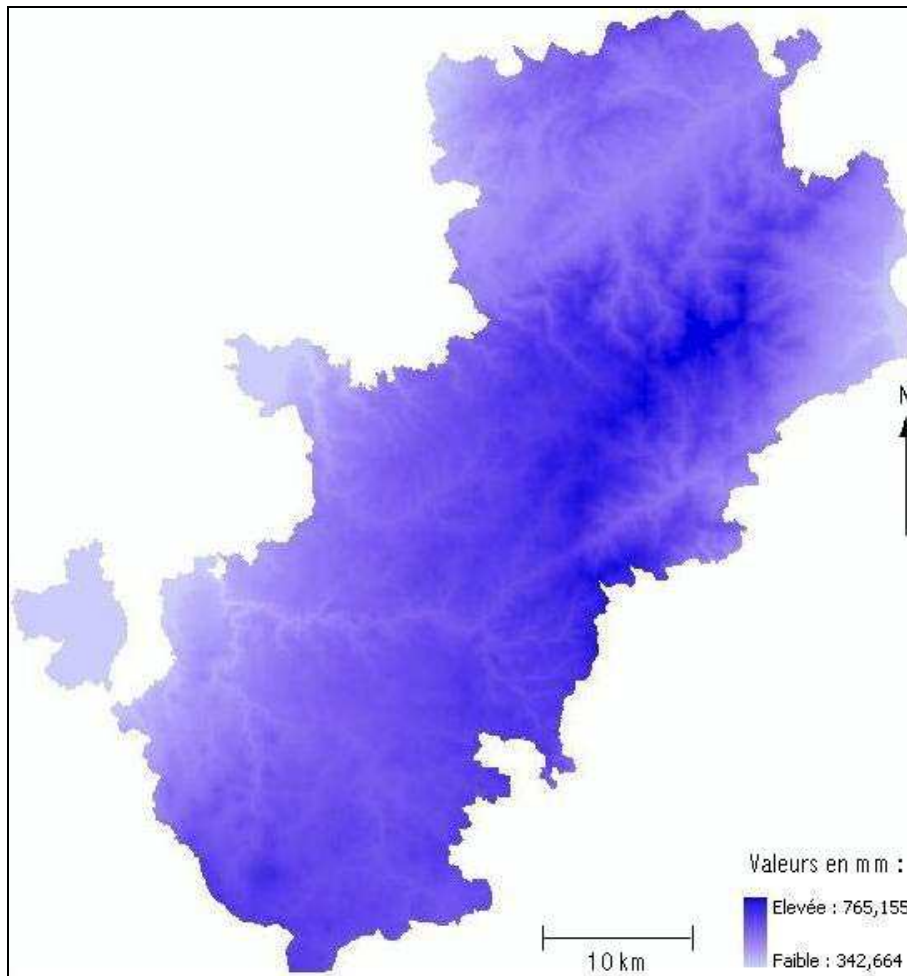 N
Valeurs en mm :
Elevée : 765,155
10 km
Faible : 342,664